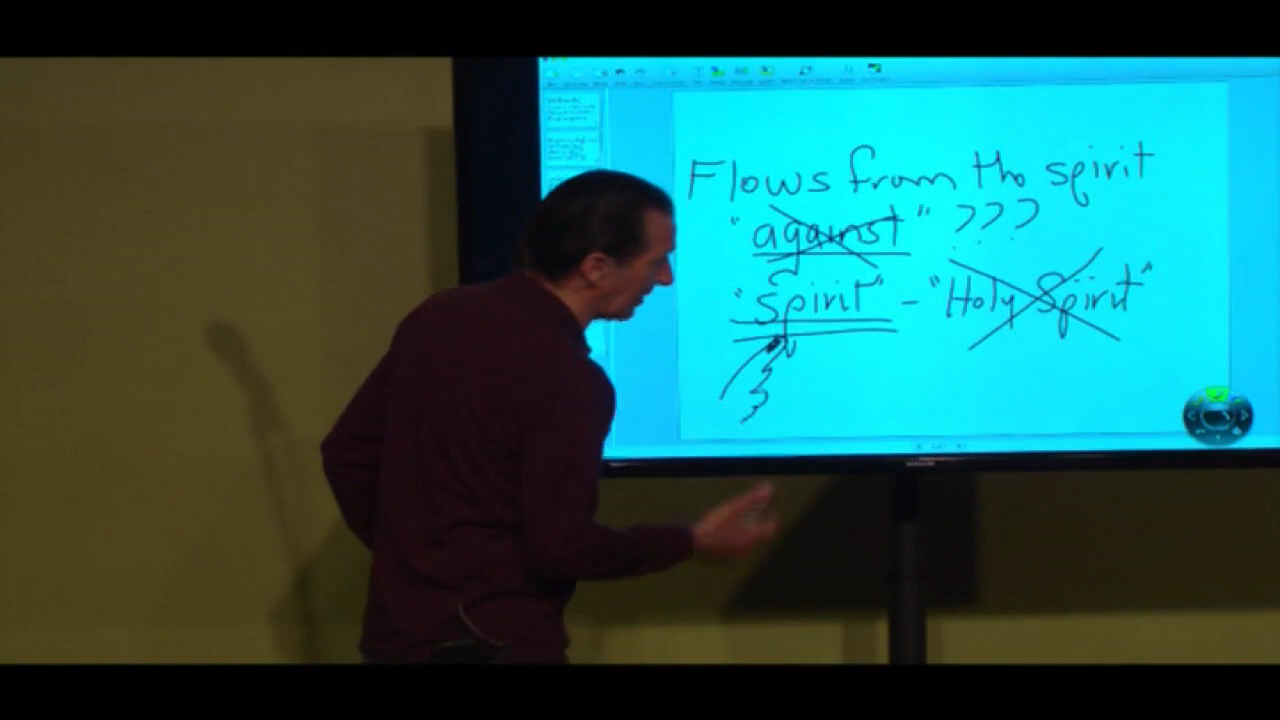 Flows from the spirit
"against" ???
"spirit" - "Holy Spirit"